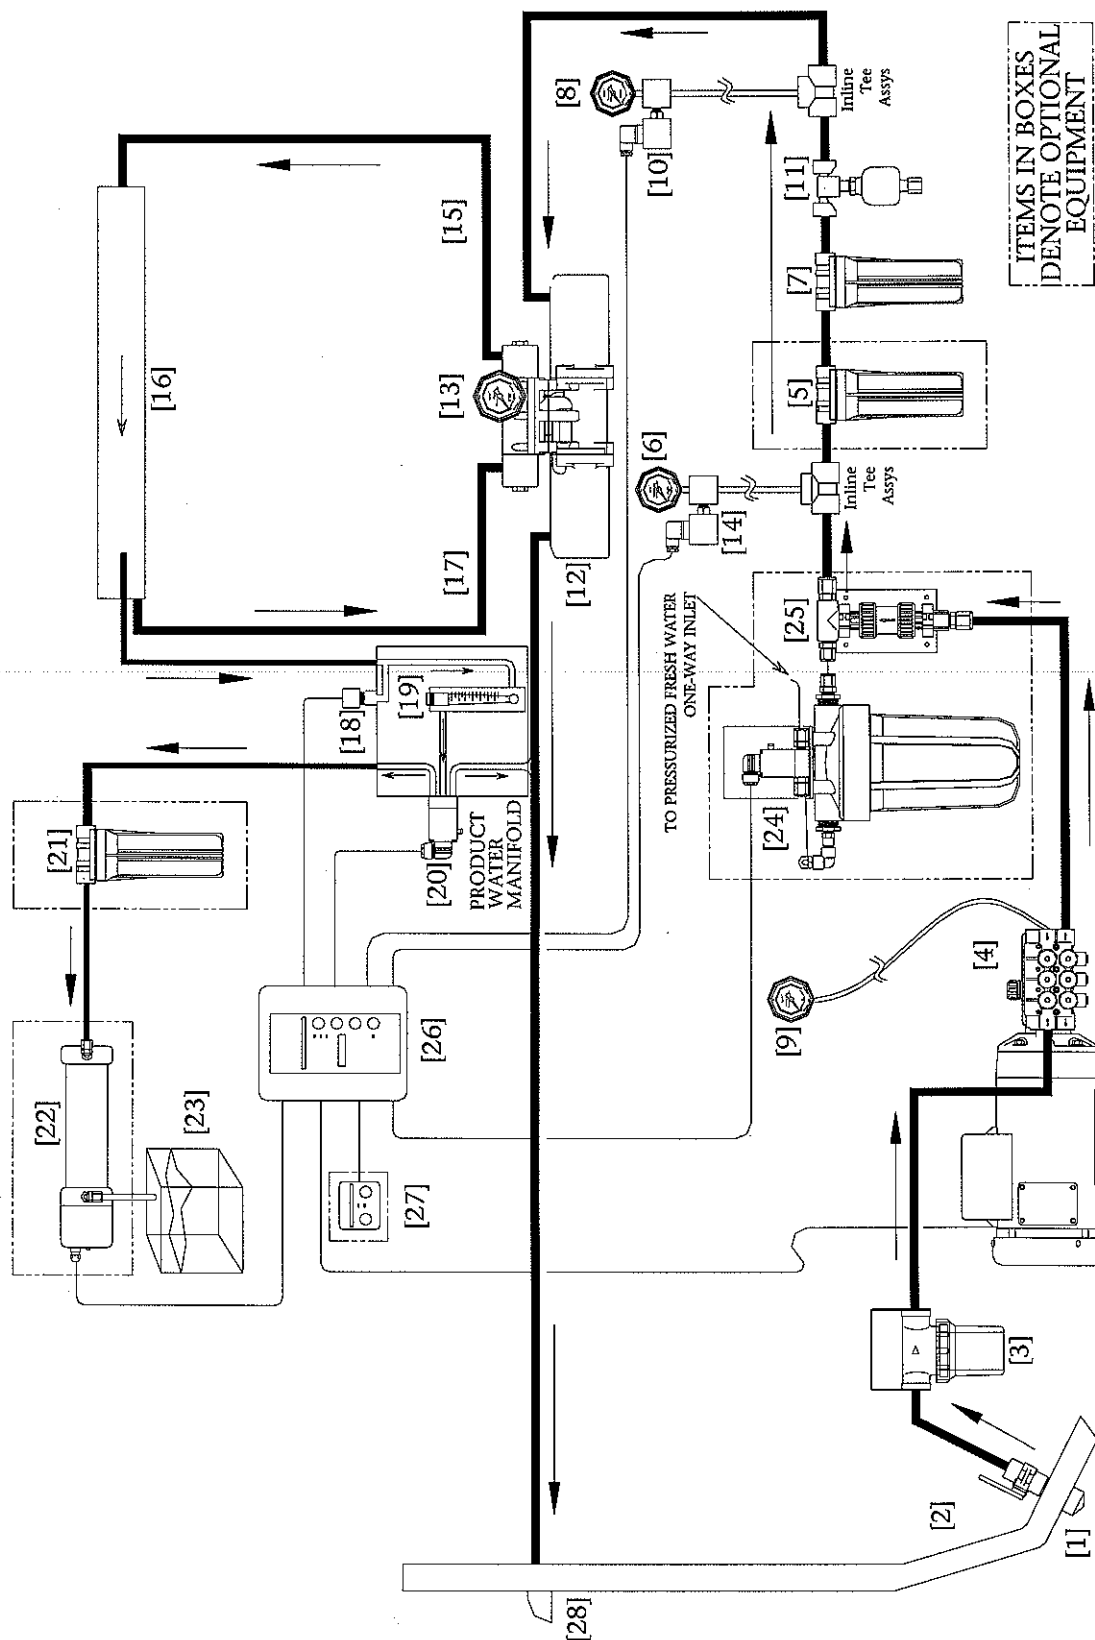 ITEMS IN BOXES
DENOTE OPTIONAL
EQUIPMENT
[1]
[2]
[3]
[4]
[9]
TO PRESSURIZED FRESH WATER
ONE-WAY INLET
[24]
[25]
Inline
Tee
Assys
[14]
[6]
[5]
[7]
[11]
Inline
Tee
Assys
[10]
[8]
[12]
[13]
[15]
[16]
[17]
[18]
[19]
[20]
PRODUCT
WATER
MANIFOLD
[21]
[22]
[23]
[26]
[27]
[28]